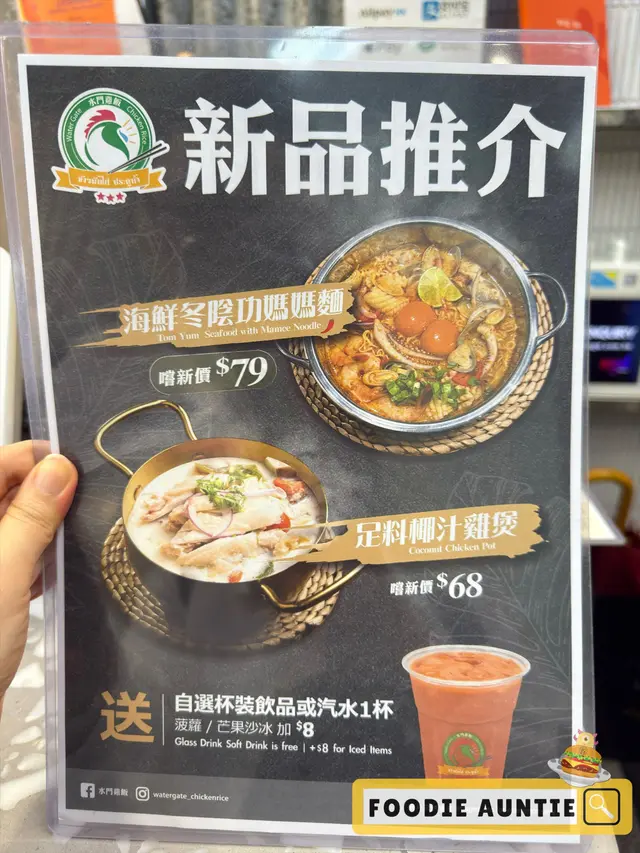 水門雞飯
Water Gate
Chicken Rice
新品推介
海鮮冬陰功媽媽麵
Tom Yum Seafood with Mamee Noodle
嚐新價 $79
足料椰汁雞煲
Coconut Chicken Pot
嚐新價 $68
送
自選杯裝飲品或汽水1杯
菠蘿 / 芒果沙冰 加 $8
Glass Drink Soft Drink is free | +$8 for Iced Items
水門雞飯
watergate_chickenrice
FOODIE AUNTIE